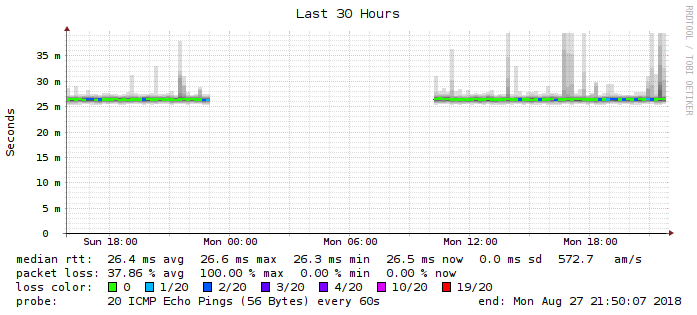 Last 30 Hours
RRDTOOL / TOBI OETIKER
Seconds
35 m
30 m
25 m
20 m
15 m
10 m
5 m
0
Sun 18:00 Mon 00:00 Mon 06:00 Mon 12:00 Mon 18:00
median rtt: 26.4 ms avg 26.6 ms max 26.3 ms min 26.5 ms now 0.0 ms sd 572.7 am/s
packet loss: 37.86 % avg 100.00 % max 0.00 % min 0.00 % now
loss color: 0 1/20 2/20 3/20 4/20 10/20 19/20
probe: 20 ICMP Echo Pings (56 Bytes) every 60s end: Mon Aug 27 21:50:07 2018